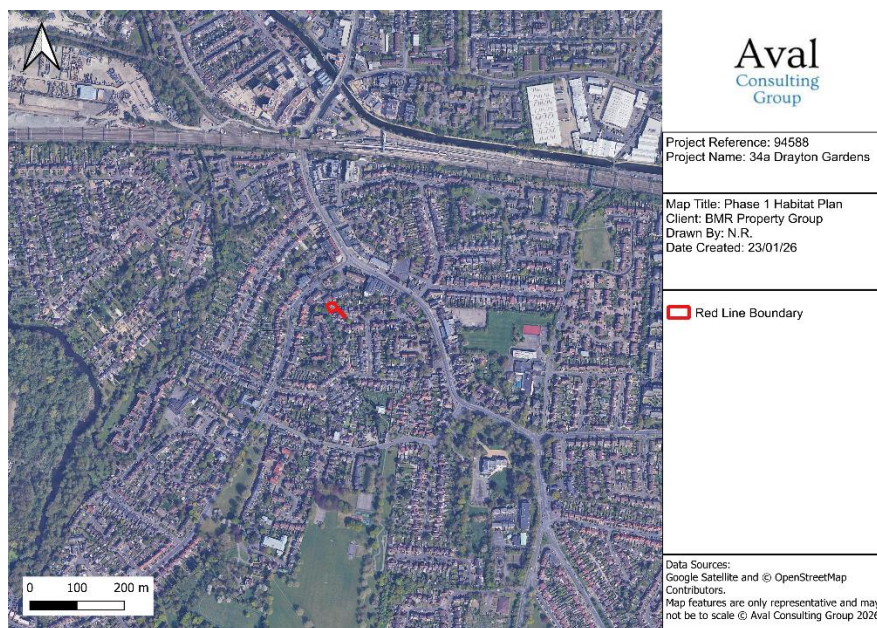 Aval
Consulting
Group
Project Reference: 94588
Project Name: 34a Drayton Gardens
Map Title: Phase 1 Habitat Plan
Client: BMR Property Group
Drawn By: N.R.
Date Created: 23/01/26
Red Line Boundary
0 100 200 m
Data Sources:
Google Satellite and © OpenStreetMap
Contributors.
Map features are only representative and may
not be to scale © Aval Consulting Group 2026